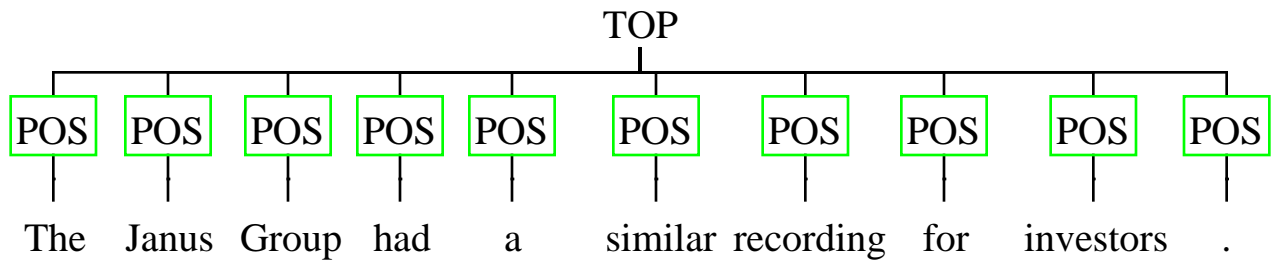 TOP
POS POS POS POS POS POS POS POS POS POS
The Janus Group had a similar recording for investors .